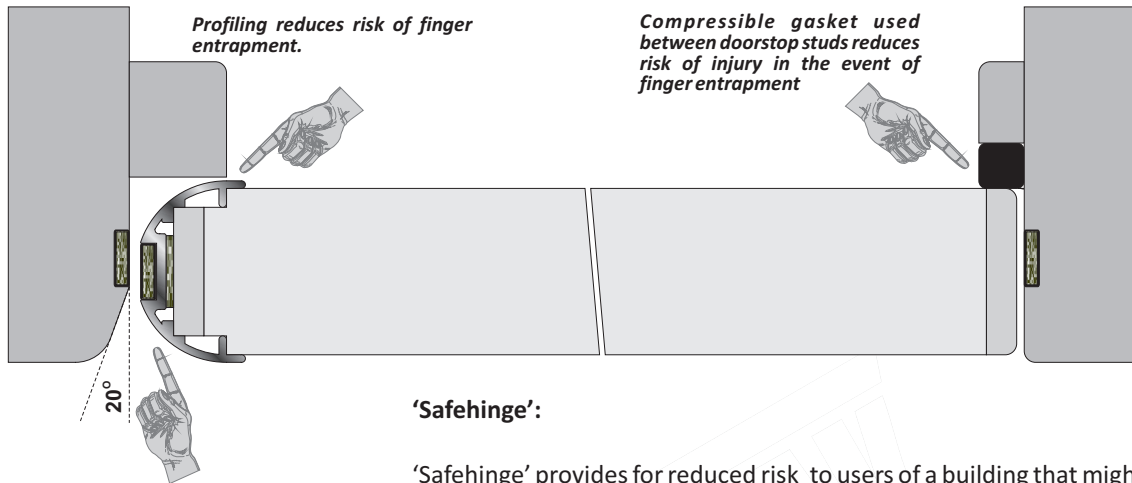 Profiling reduces risk of finger
entrapment.
Compressible gasket used
between doorstop studs reduces
risk of injury in the event of
finger entrapment
20°
‘Safehinge’:
‘Safehinge’ provides for reduced risk to users of a building that